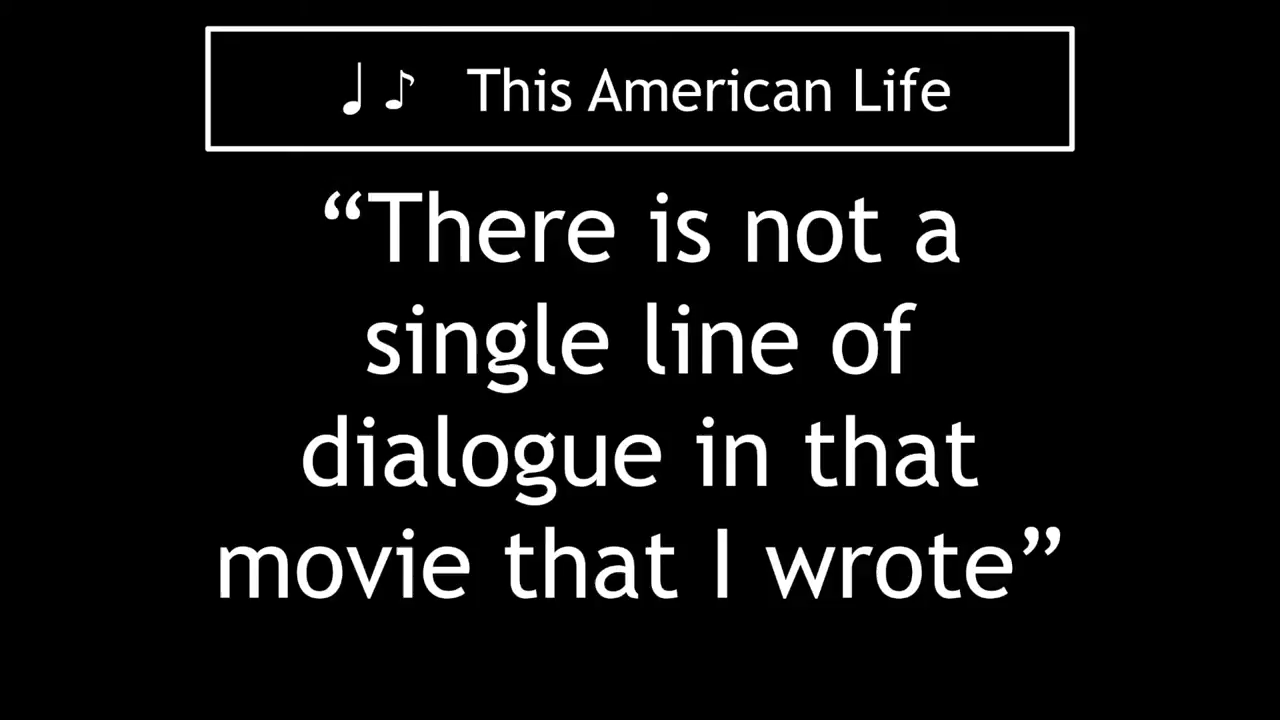 ♩ ♪ This American Life
“There is not a
single line of
dialogue in that
movie that I wrote”